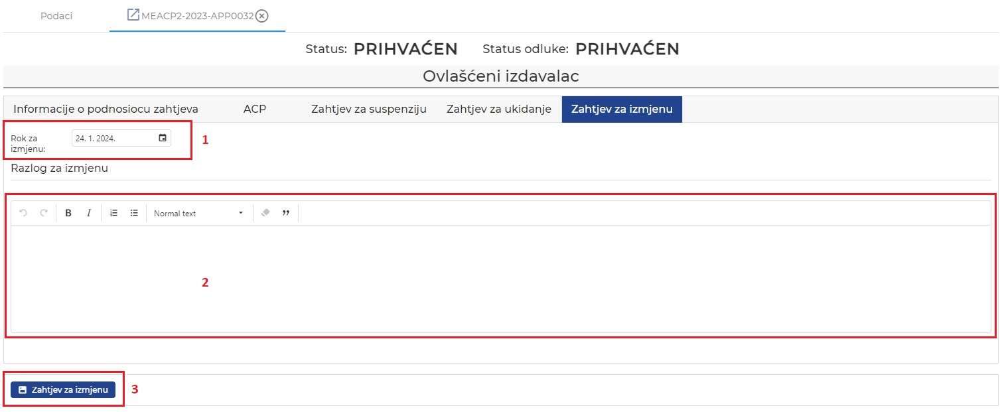 Podaci MEACP2-2023-APP0032
Status: PRIHVAĆEN Status odluke: PRIHVAĆEN
Ovlašćeni izdavalac
Informacije o podnosiocu zahtjeva ACP Zahtjev za suspenziju Zahtjev za ukidanje Zahtjev za izmjenu
Rok za izmjenu: 24. 1. 2024. 1
Razlog za izmjenu
B I Normal text ”
2
Zahtjev za izmjenu 3